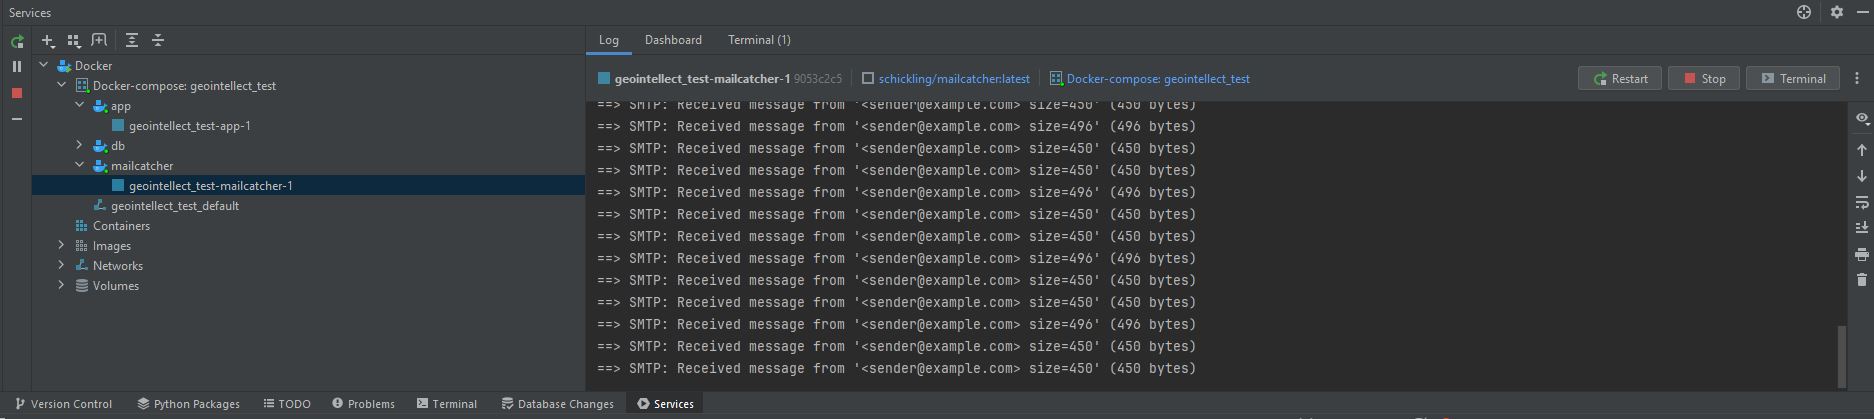 Services
Log Dashboard Terminal (1)
Docker
Docker-compose: geointellect_test
app
geointellect_test-app-1
db
mailcatcher
geointellect_test-mailcatcher-1
geointellect_test_default
Containers
Images
Networks
Volumes
geointellect_test-mailcatcher-1 9053c2c5 schickling/mailcatcher:latest Docker-compose: geointellect_test Restart Stop Terminal
==> SMTP: Received message from '<sender@example.com> size=450' (450 bytes)
==> SMTP: Received message from '<sender@example.com> size=496' (496 bytes)
==> SMTP: Received message from '<sender@example.com> size=450' (450 bytes)
==> SMTP: Received message from '<sender@example.com> size=450' (450 bytes)
==> SMTP: Received message from '<sender@example.com> size=496' (496 bytes)
==> SMTP: Received message from '<sender@example.com> size=450' (450 bytes)
==> SMTP: Received message from '<sender@example.com> size=450' (450 bytes)
==> SMTP: Received message from '<sender@example.com> size=496' (496 bytes)
==> SMTP: Received message from '<sender@example.com> size=450' (450 bytes)
==> SMTP: Received message from '<sender@example.com> size=450' (450 bytes)
==> SMTP: Received message from '<sender@example.com> size=496' (496 bytes)
==> SMTP: Received message from '<sender@example.com> size=450' (450 bytes)
==> SMTP: Received message from '<sender@example.com> size=450' (450 bytes)
Version Control Python Packages TODO Problems Terminal Database Changes Services